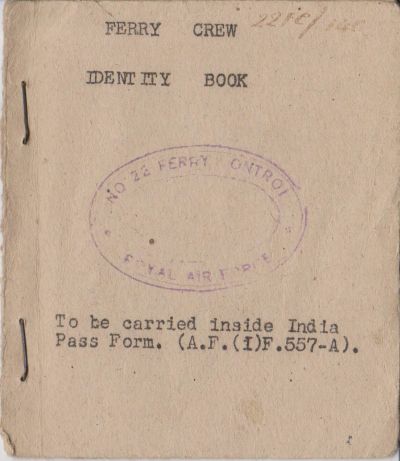 FERRY CREW
IDENTITY BOOK
NO 22 FERRY CONTROL
ROYAL AIR FORCE
To be carried inside India
Pass Form. (A.F.(I)F.557-A).